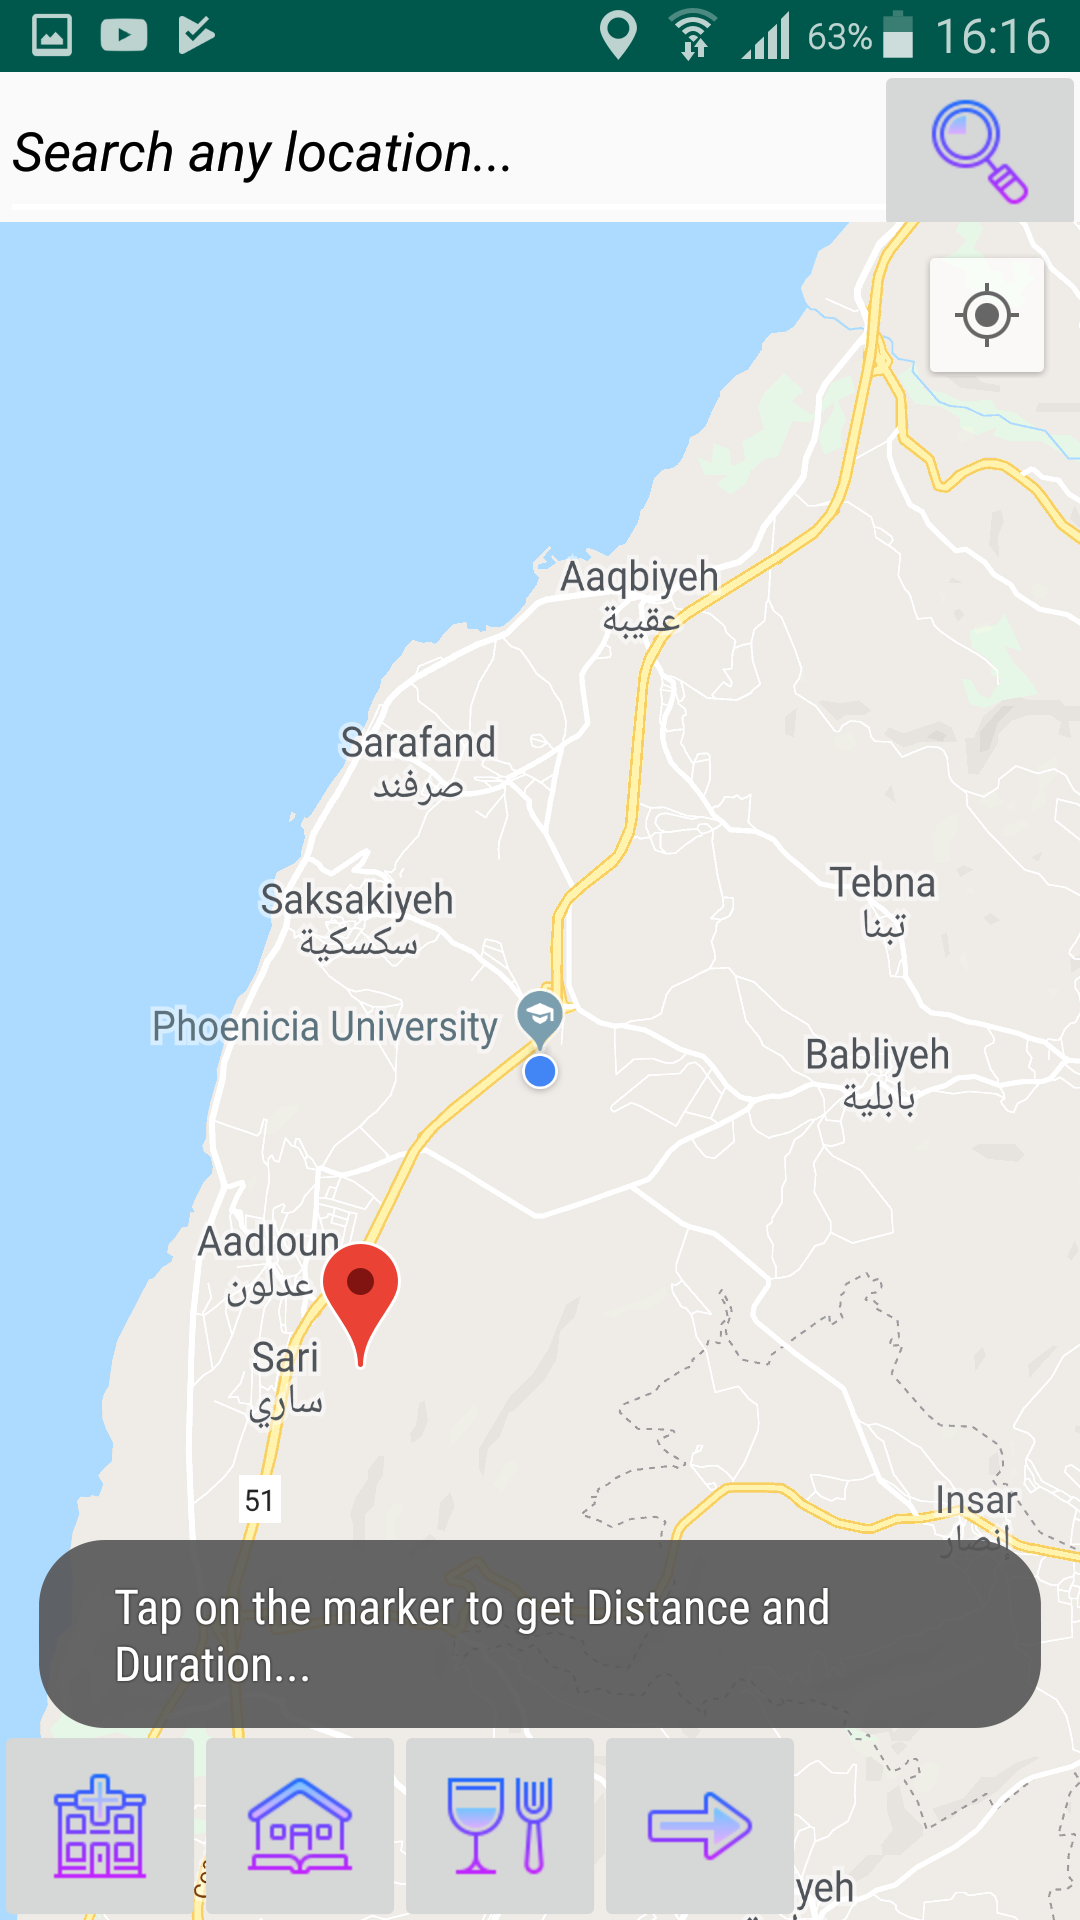 63% 16:16
Search any location...
Aaqbiyeh
عقيبة
Sarafand
صرفند
Tebna
تبنا
Saksakiyeh
سكسكية
Phoenicia University
Babliyeh
بابلية
Aadloun
عدلون
Sari
ساري
51
Insar
إنصار
Tap on the marker to get Distance and
Duration...
yeh